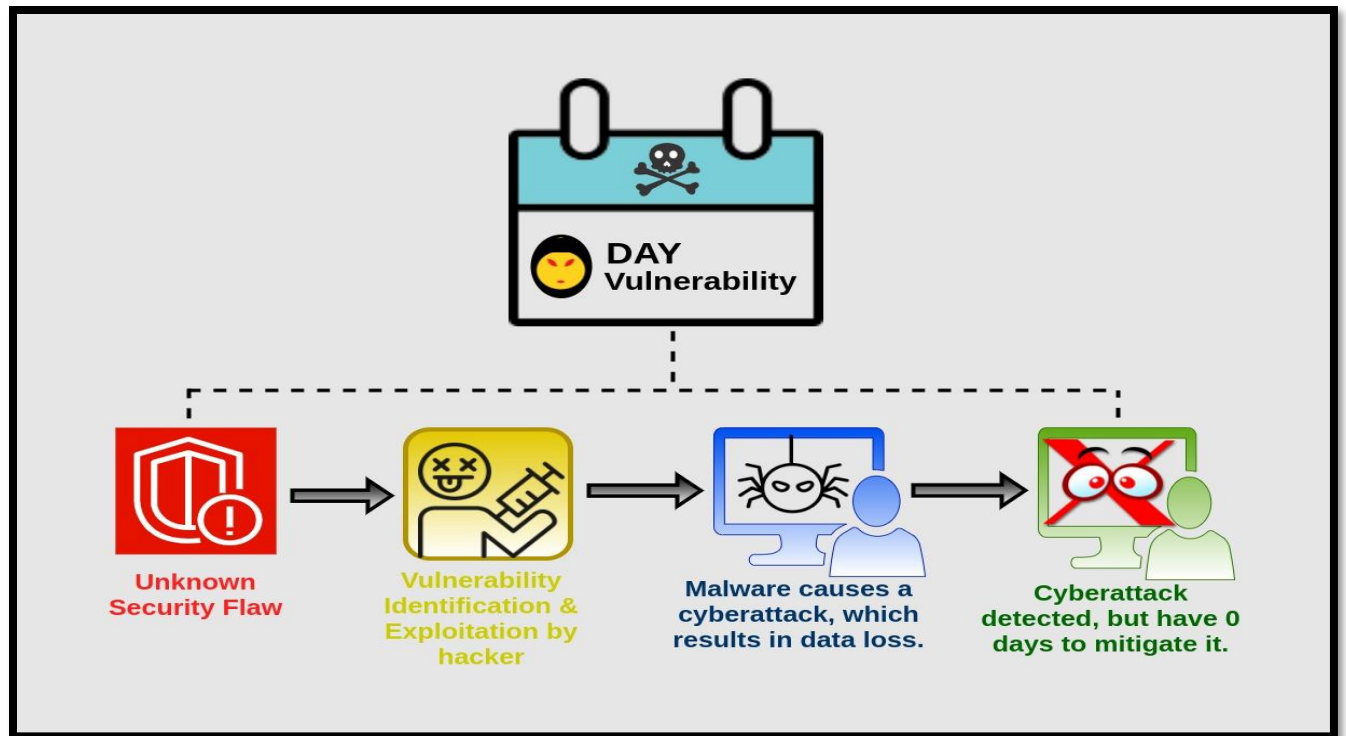 DAY
Vulnerability
Unknown
Security Flaw
Vulnerability
Identification &
Exploitation by
hacker
Malware causes a
cyberattack, which
results in data loss.
Cyberattack
detected, but have 0
days to mitigate it.